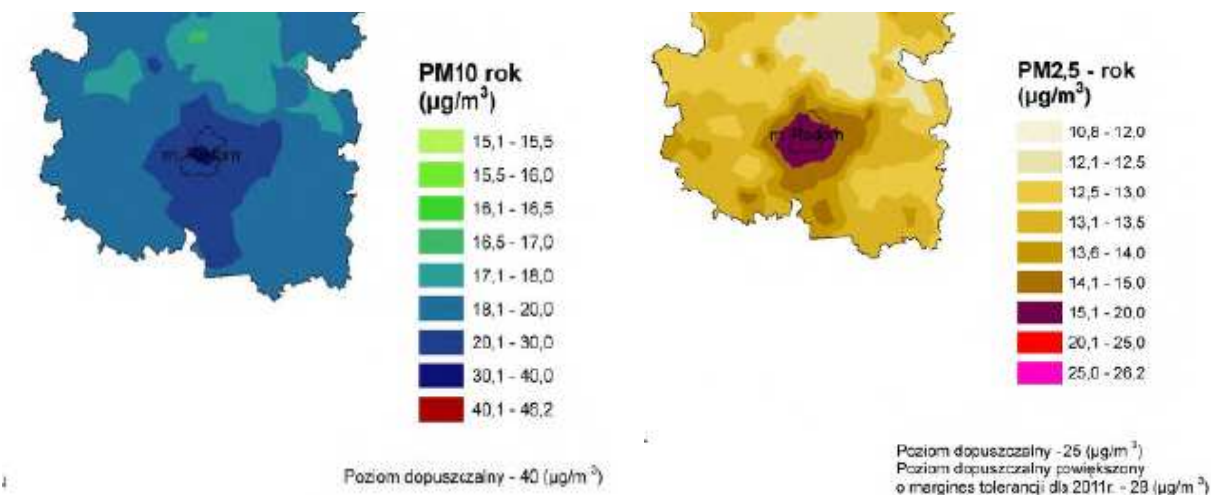 m. Radom
PM10 rok
(µg/m³)
15,1 - 15,5
15,5 - 16,0
16,1 - 16,5
16,5 - 17,0
17,1 - 18,0
18,1 - 20,0
20,1 - 30,0
30,1 - 40,0
40,1 - 46,2
Poziom dopuszczalny - 40 (µg/m³)
m. Radom
PM2,5 - rok
(µg/m³)
10,8 - 12,0
12,1 - 12,5
12,5 - 13,0
13,1 - 13,5
13,6 - 14,0
14,1 - 15,0
15,1 - 20,0
20,1 - 25,0
25,0 - 26,2
Poziom dopuszczalny - 25 (µg/m³)
Poziom dopuszczalny powiększony
o margines tolerancji dla 2011r. - 28 (µg/m³)